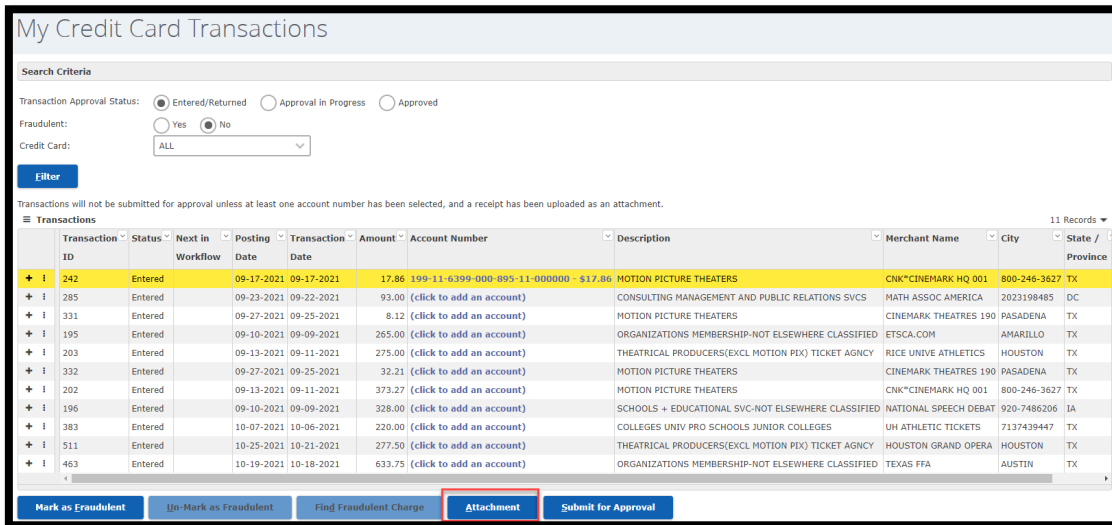 My Credit Card Transactions
Search Criteria
Transaction Approval Status: Entered/Returned Approval in Progress Approved
Fraudulent: Yes No
Credit Card: ALL
Filter
Transactions will not be submitted for approval unless at least one account number has been selected, and a receipt has been uploaded as an attachment.
Transactions 11 Records
Transaction ID Status Next in Workflow Posting Date Transaction Date Amount Account Number Description Merchant Name City State / Province
242 Entered 09-17-2021 09-17-2021 17.86 199-11-6399-000-895-11-000000 - $17.86 MOTION PICTURE THEATERS CNK*CINEMARK HQ 001 800-246-3627 TX
285 Entered 09-23-2021 09-22-2021 93.00 (click to add an account) CONSULTING MANAGEMENT AND PUBLIC RELATIONS SVCS MATH ASSOC AMERICA 2023198485 DC
331 Entered 09-27-2021 09-25-2021 8.12 (click to add an account) MOTION PICTURE THEATERS CINEMARK THEATRES 190 PASADENA TX
195 Entered 09-10-2021 09-09-2021 265.00 (click to add an account) ORGANIZATIONS MEMBERSHIP-NOT ELSEWHERE CLASSIFIED ETSCA.COM AMARILLO TX
203 Entered 09-13-2021 09-11-2021 275.00 (click to add an account) THEATRICAL PRODUCERS(EXCL MOTION PIX) TICKET AGNCY RICE UNIVE ATHLETICS HOUSTON TX
332 Entered 09-27-2021 09-25-2021 32.21 (click to add an account) MOTION PICTURE THEATERS CINEMARK THEATRES 190 PASADENA TX
202 Entered 09-13-2021 09-11-2021 373.27 (click to add an account) MOTION PICTURE THEATERS CNK*CINEMARK HQ 001 800-246-3627 TX
196 Entered 09-10-2021 09-09-2021 328.00 (click to add an account) SCHOOLS + EDUCATIONAL SVC-NOT ELSEWHERE CLASSIFIED NATIONAL SPEECH DEBAT 920-7486206 IA
383 Entered 10-07-2021 10-06-2021 220.00 (click to add an account) COLLEGES UNIV PRO SCHOOLS JUNIOR COLLEGES UH ATHLETIC TICKETS 7137439447 TX
511 Entered 10-25-2021 10-21-2021 277.50 (click to add an account) THEATRICAL PRODUCERS(EXCL MOTION PIX) TICKET AGNCY HOUSTON GRAND OPERA HOUSTON TX
463 Entered 10-19-2021 10-18-2021 633.75 (click to add an account) ORGANIZATIONS MEMBERSHIP-NOT ELSEWHERE CLASSIFIED TEXAS FFA AUSTIN TX
Mark as Fraudulent Un-Mark as Fraudulent Find Fraudulent Charge Attachment Submit for Approval